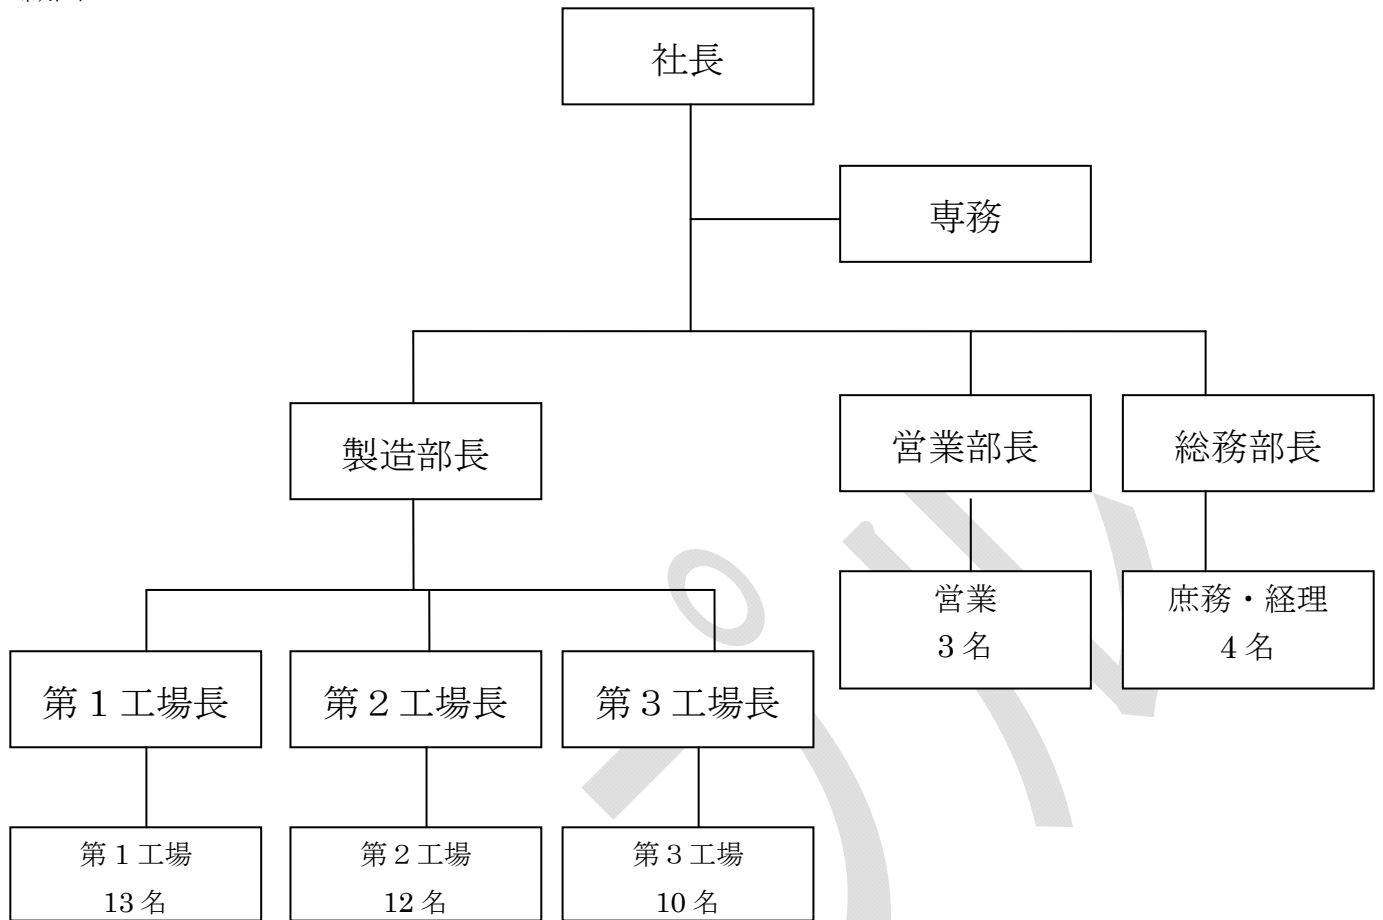 社長
専務
製造部長
営業部長
総務部長
営業
3名
庶務・経理
4名
第１工場長
第２工場長
第３工場長
第１工場
13名
第２工場
12名
第３工場
10名